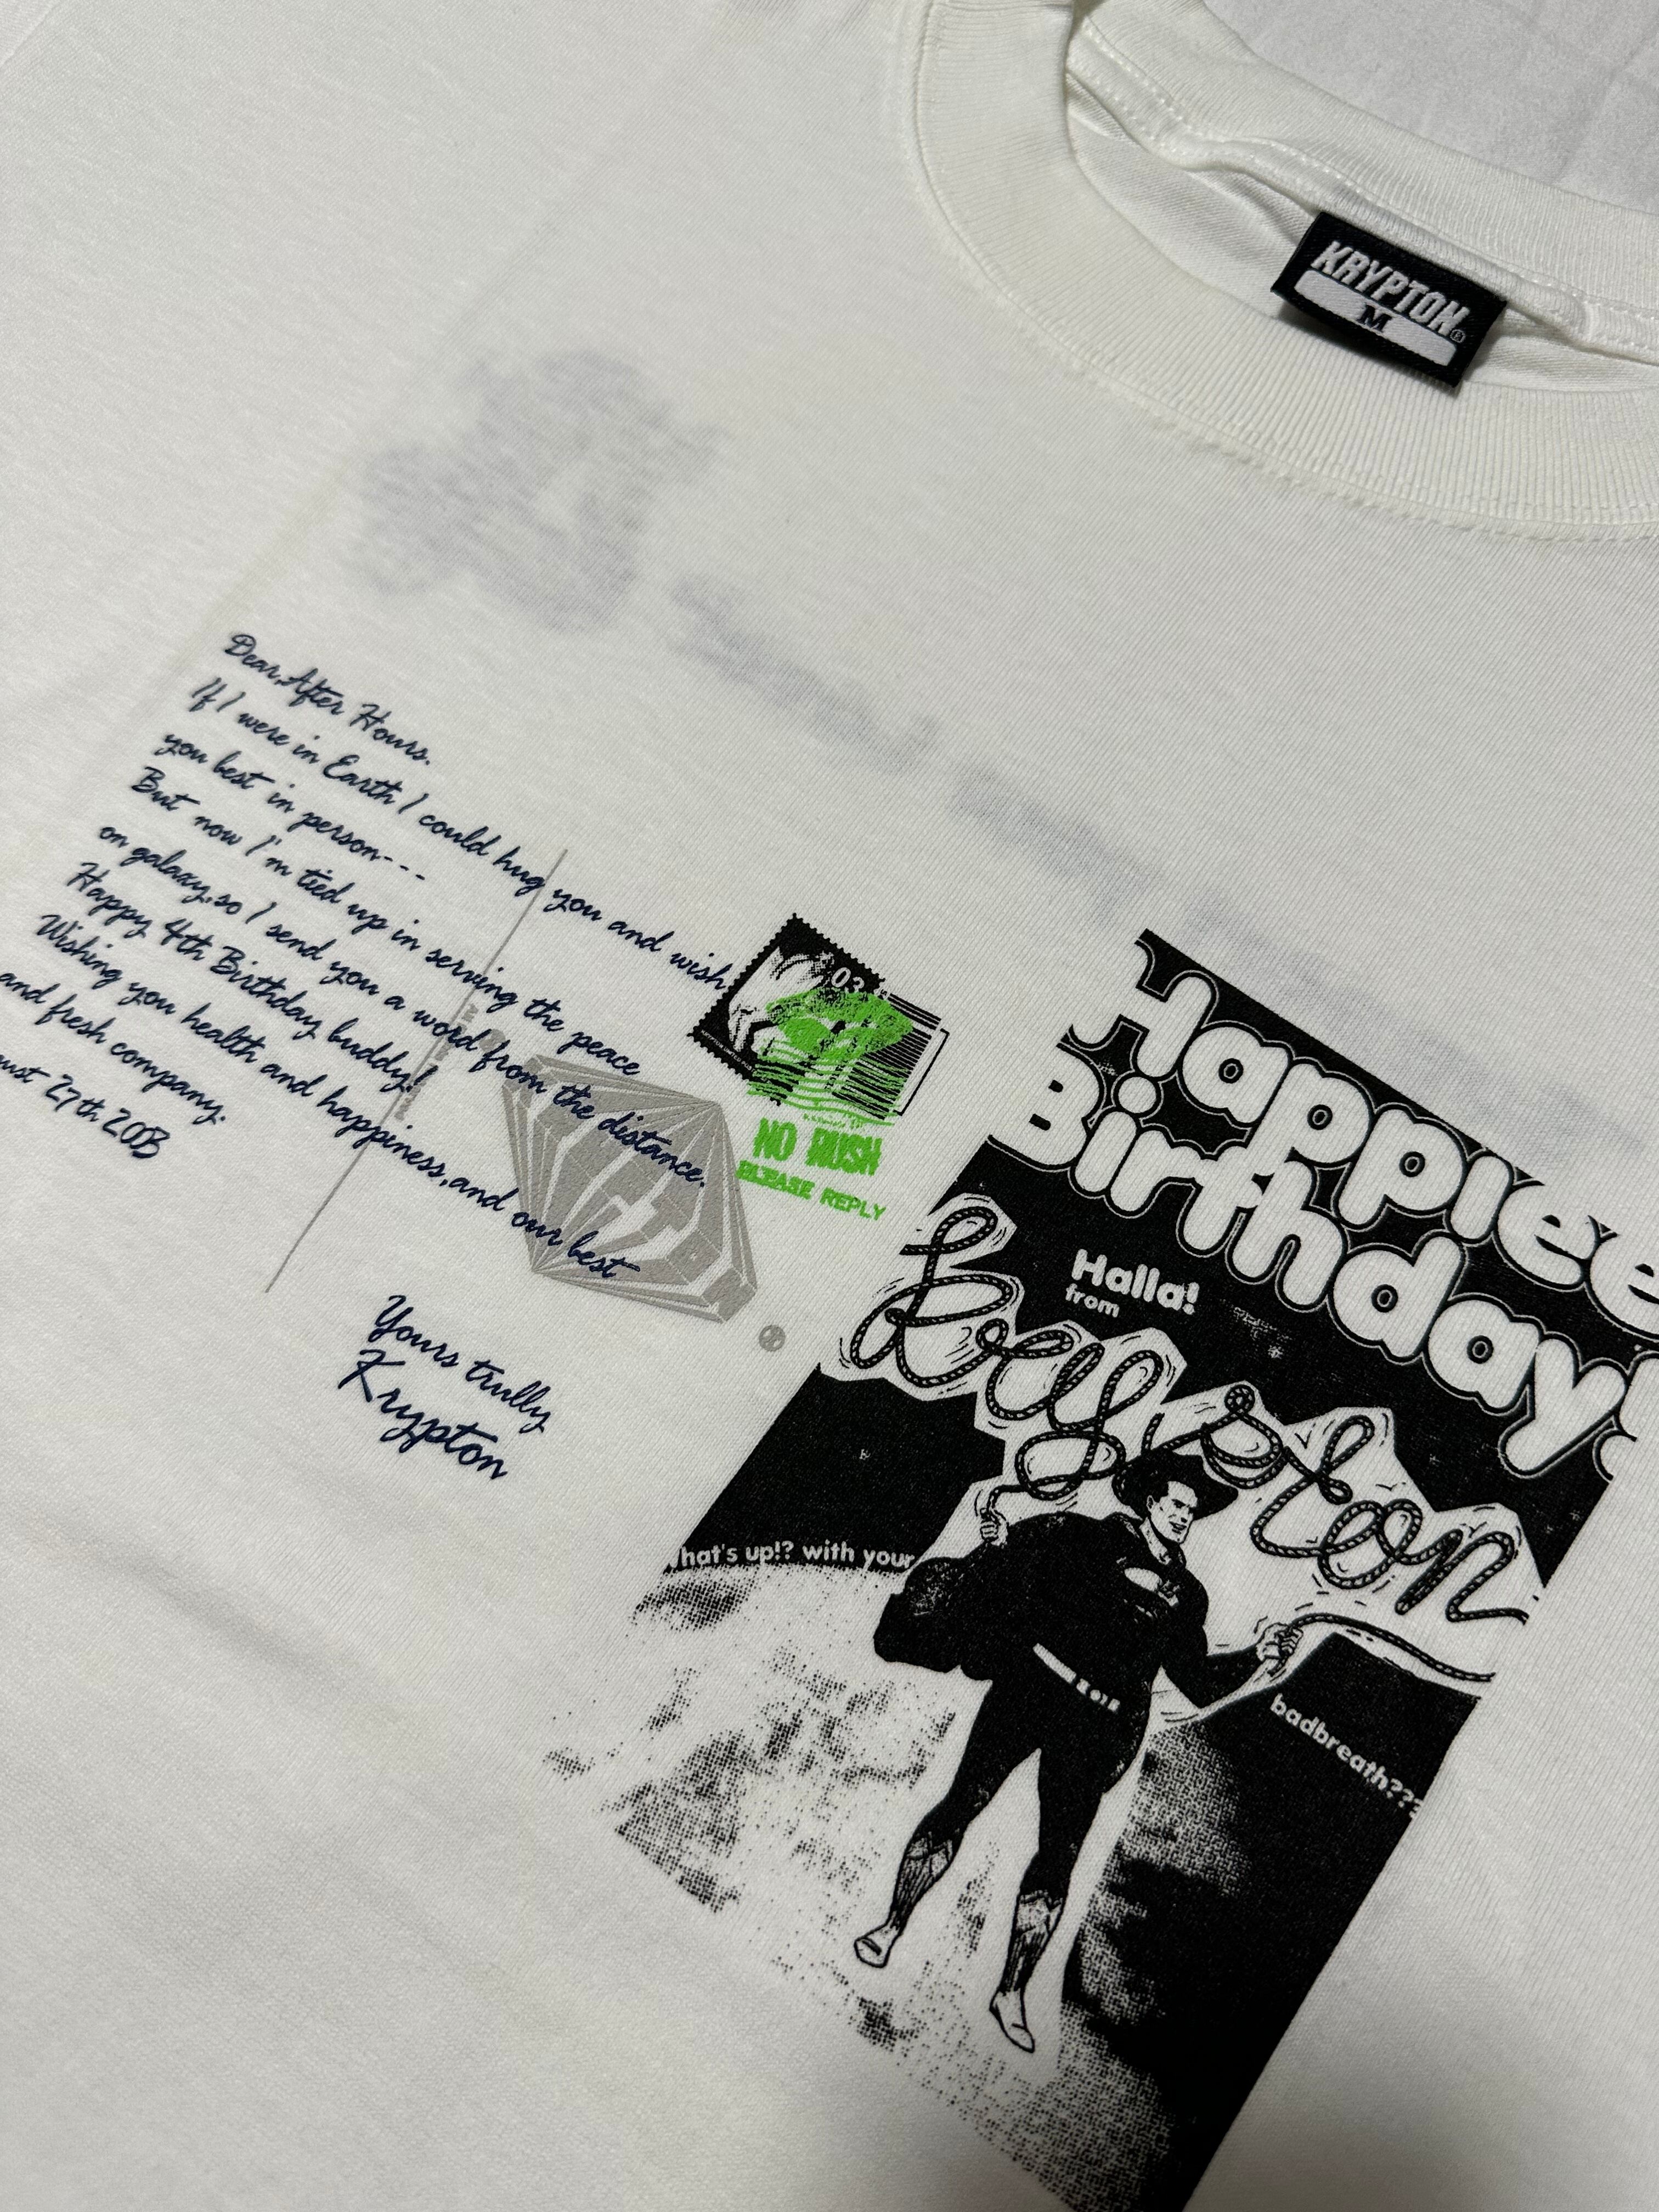 KRYPTON
M
Dear, After Hours.
If I were in Earth I could hug you and wish
you best in person---
But now I'm tied up in serving the peace
on galaxy, so I send you a word from the distance.
Happy 4th Birthday buddy!
Wishing you health and happiness, and our best
and fresh company.
ust 27th
Yours trully
Krypton
03
NO RUSH
PLEASE REPLY
Happiee
Birthday!
Halla!
from
hat's up!? with your
badbreath???